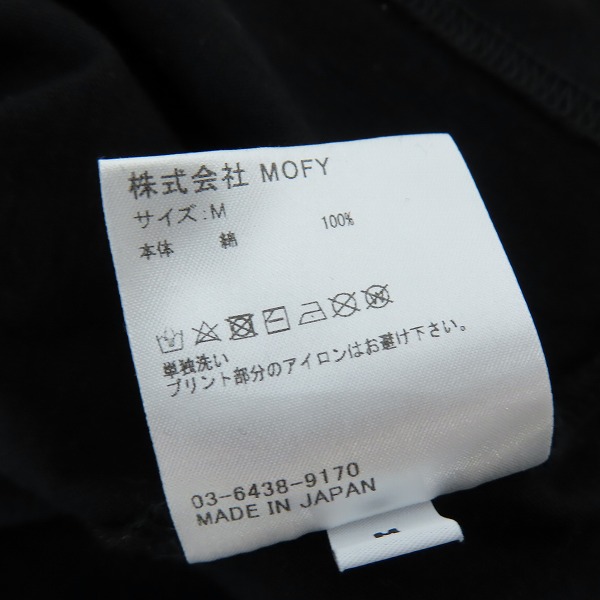 株式会社 MOFY
サイズ:M
本体 綿 100%
単独洗い
プリント部分のアイロンはお避け下さい。
03-6438-9170
MADE IN JAPAN